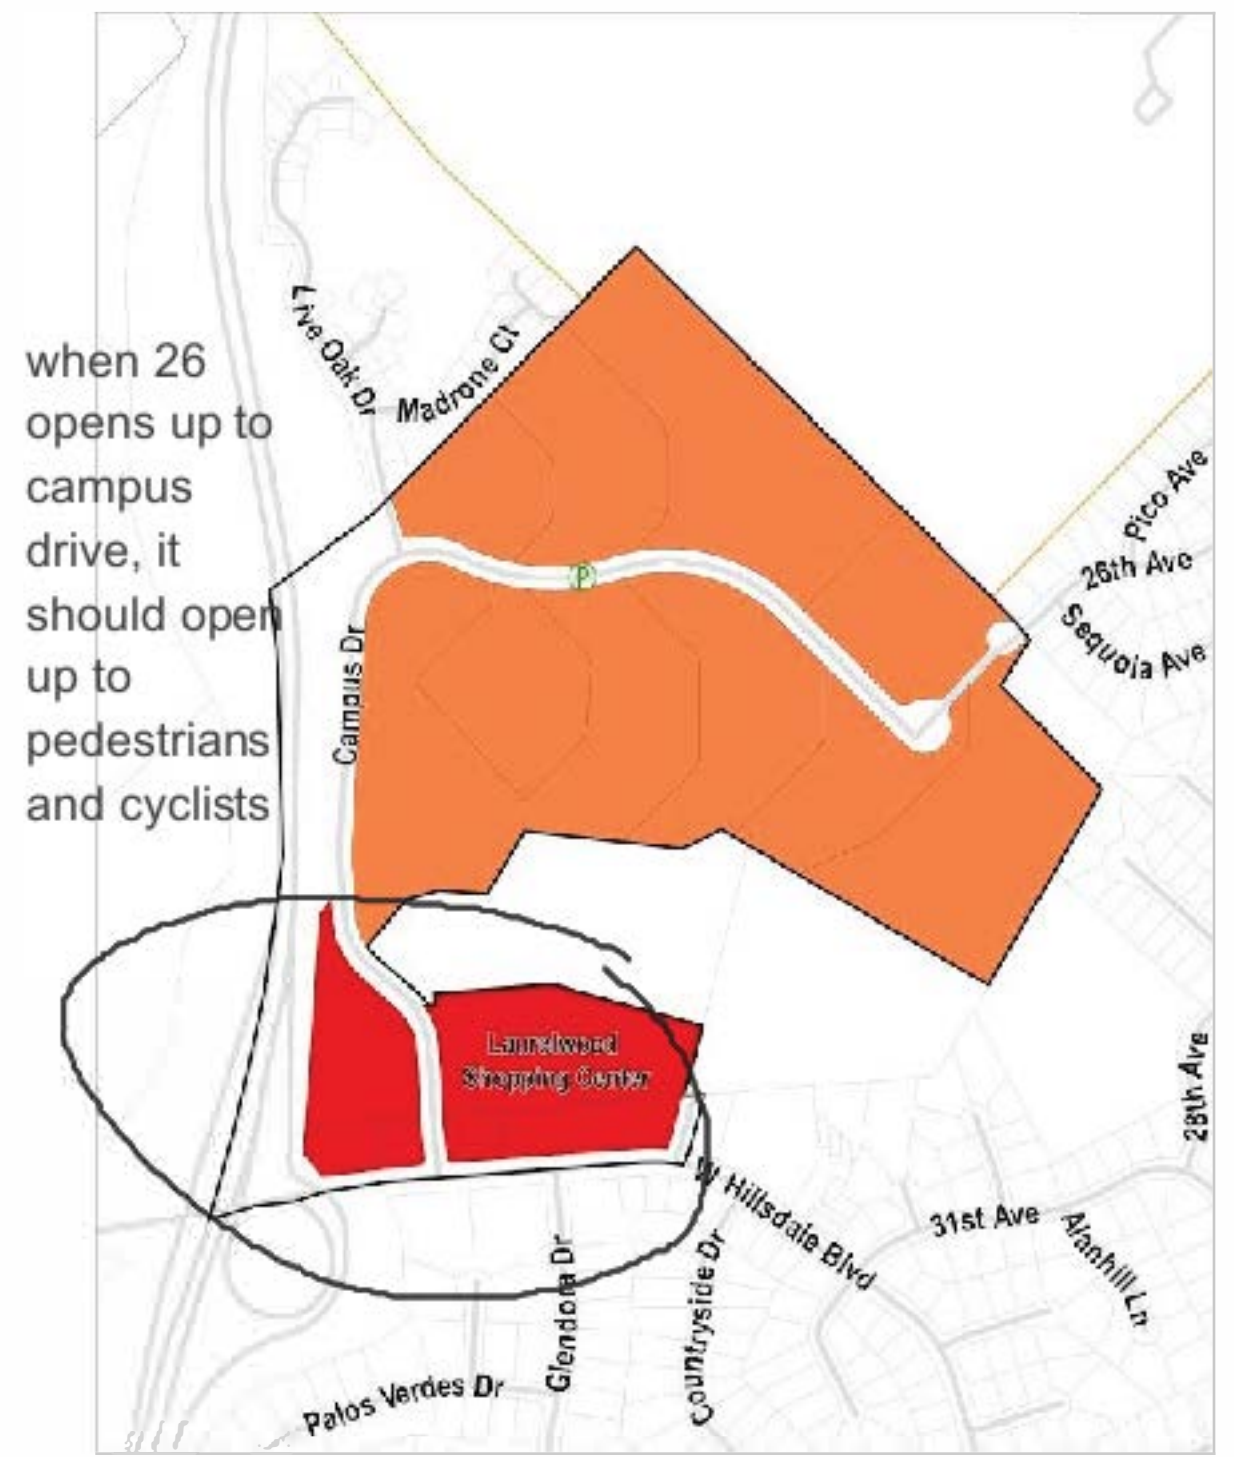 Live Oak Dr
Madrone Ct
when 26
opens up to
campus
drive, it
should open
up to
pedestrians
and cyclists
Pico Ave
26th Ave
Sequoia Ave
P
Campus Dr
Laurelwood
Shopping Center
28th Ave
W Hillsdale Blvd
31st Ave
Alanhill Ln
Glendora Dr
Countryside Dr
Palos Verdes Dr